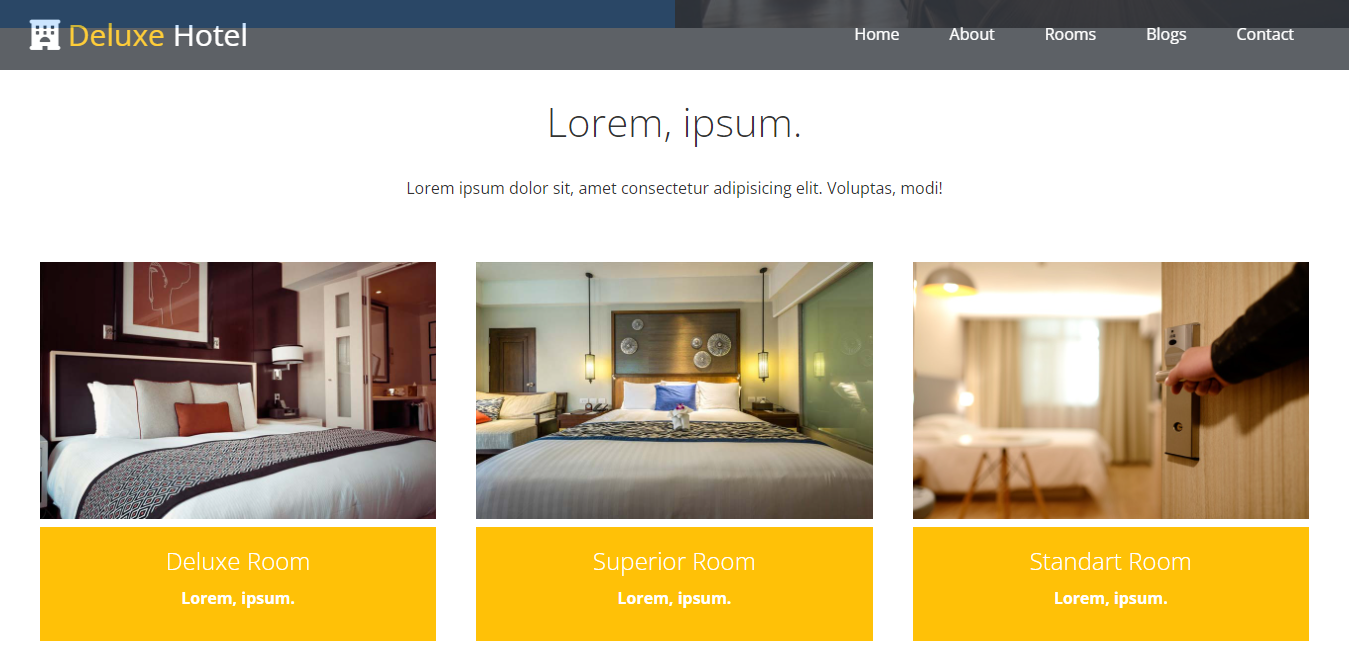 Deluxe Hotel
Home About Rooms Blogs Contact
Lorem, ipsum.
Lorem ipsum dolor sit, amet consectetur adipisicing elit. Voluptas, modi!
Deluxe Room
Lorem, ipsum.
Superior Room
Lorem, ipsum.
Standart Room
Lorem, ipsum.